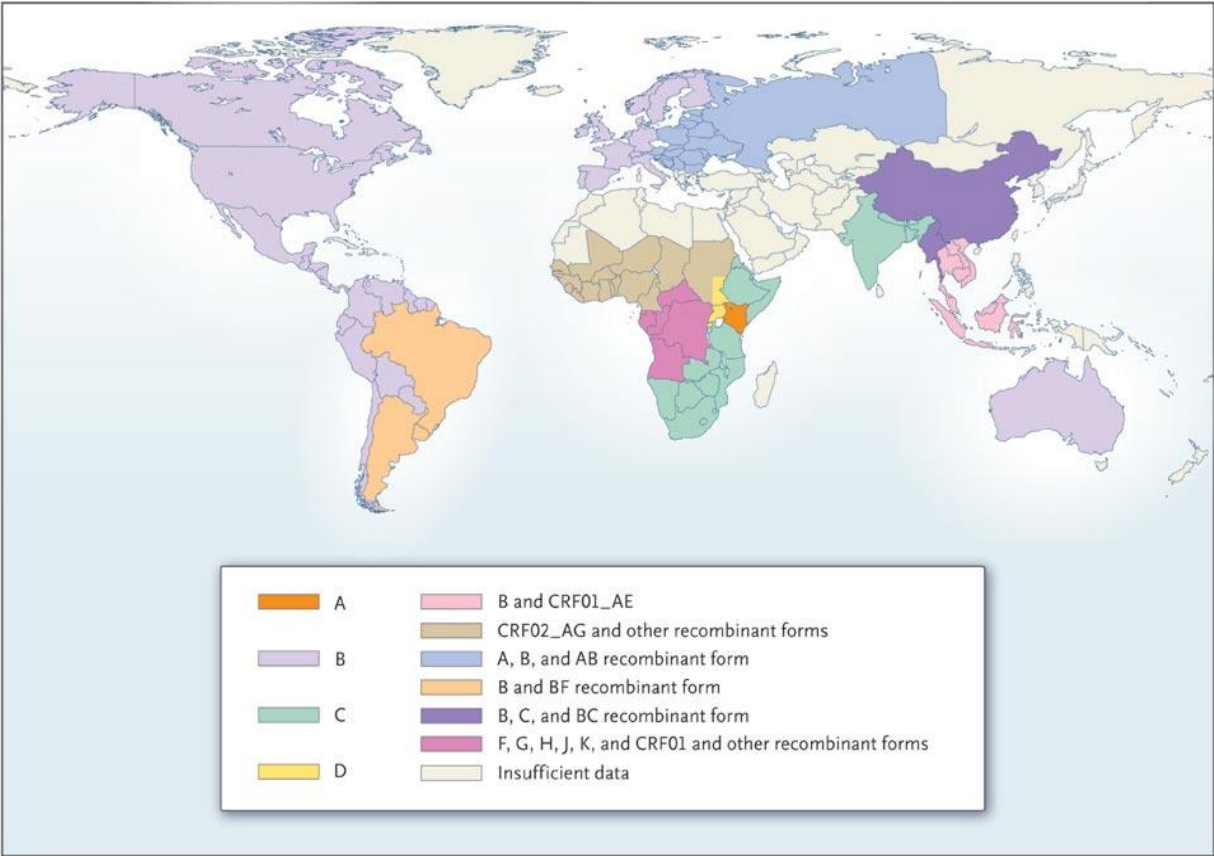 A
B
C
D
B and CRF01_AE
CRF02_AG and other recombinant forms
A, B, and AB recombinant form
B and BF recombinant form
B, C, and BC recombinant form
F, G, H, J, K, and CRF01 and other recombinant forms
Insufficient data